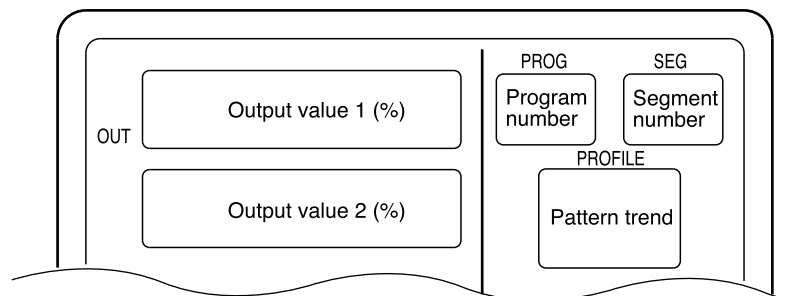 PROG
SEG
Output value 1 (%)
Program
number
Segment
number
OUT
PROFILE
Output value 2 (%)
Pattern trend